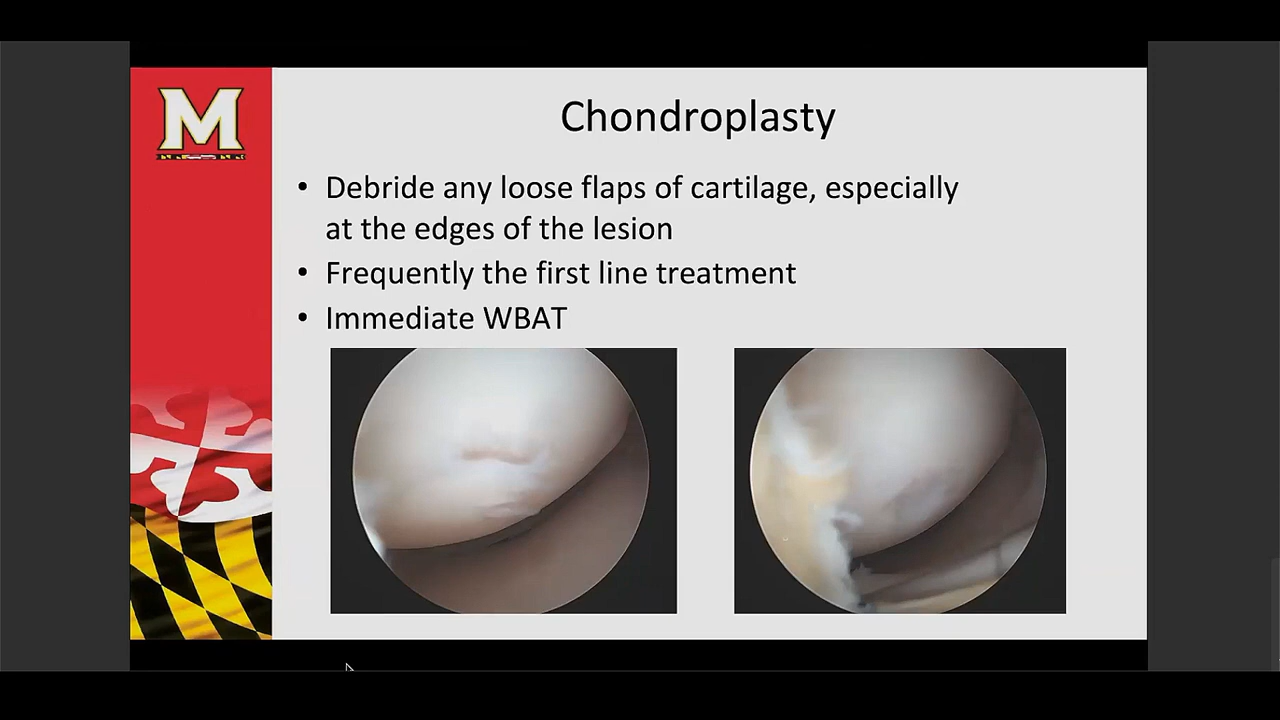 M
Chondroplasty
• Debride any loose flaps of cartilage, especially
at the edges of the lesion
• Frequently the first line treatment
• Immediate WBAT